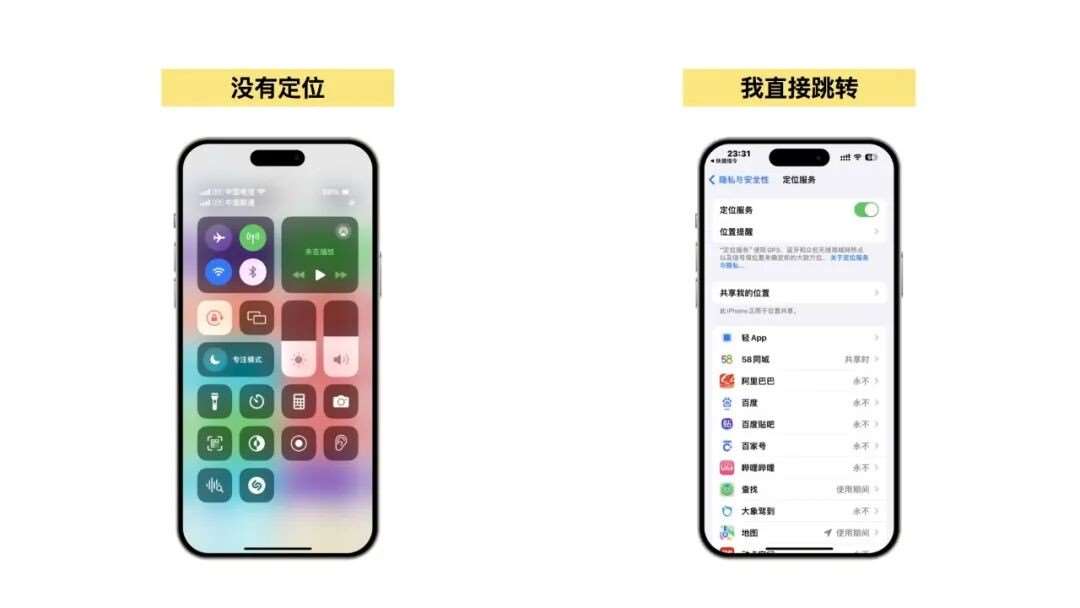 没有定位
我直接跳转
中国电信
中国联通
未在播放
专注模式
23:31
快捷指令
隐私与安全性
定位服务
定位服务
位置提醒
“定位服务”使用 GPS、蓝牙和众包无线局域网热点
以及信号塔位置来确定你的大致方位。关于定位服务
与隐私...
共享我的位置
此 iPhone 正用于位置共享。
轻App
58同城 共享时
阿里巴巴 永不
百度 永不
百度贴吧 永不
百家号 永不
哔哩哔哩 永不
查找 使用期间
大象驾到 永不
地图 使用期间